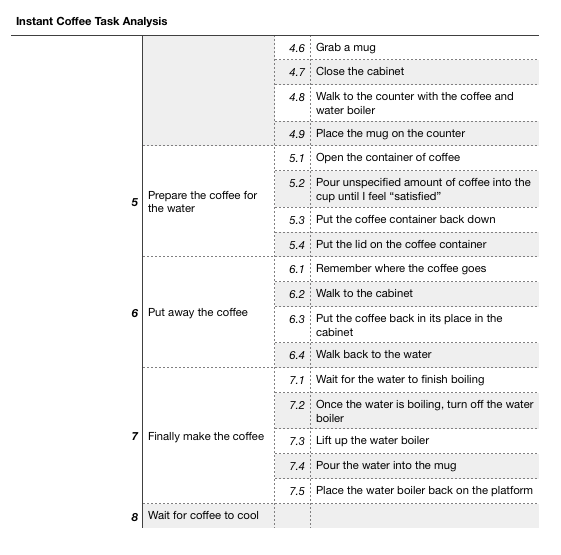 Instant Coffee Task Analysis
4.6 Grab a mug
4.7 Close the cabinet
4.8 Walk to the counter with the coffee and
water boiler
4.9 Place the mug on the counter
5 Prepare the coffee for
the water
5.1 Open the container of coffee
5.2 Pour unspecified amount of coffee into the
cup until I feel “satisfied”
5.3 Put the coffee container back down
5.4 Put the lid on the coffee container
6 Put away the coffee
6.1 Remember where the coffee goes
6.2 Walk to the cabinet
6.3 Put the coffee back in its place in the
cabinet
6.4 Walk back to the water
7 Finally make the coffee
7.1 Wait for the water to finish boiling
7.2 Once the water is boiling, turn off the water
boiler
7.3 Lift up the water boiler
7.4 Pour the water into the mug
7.5 Place the water boiler back on the platform
8 Wait for coffee to cool